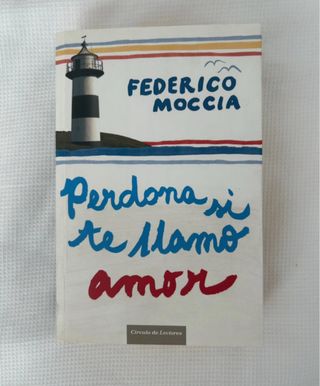 FEDERICO
MOCCIA
Perdona si
te llamo
amor
Círculo de Lectores